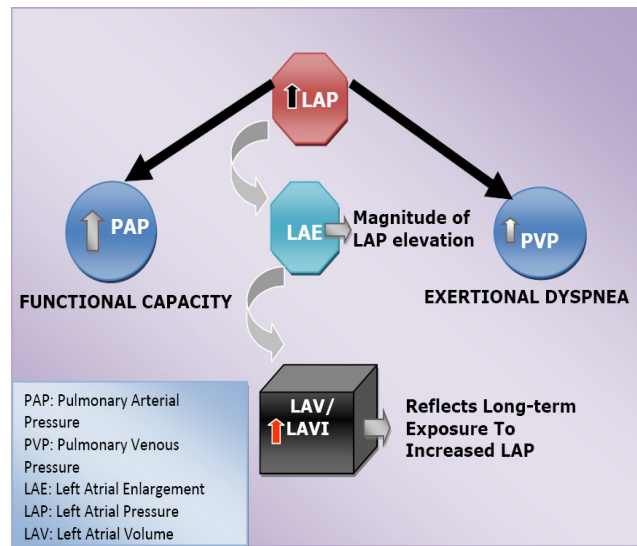 LAP
PAP
LAE
Magnitude of
LAP elevation
PVP
FUNCTIONAL CAPACITY
EXERTIONAL DYSPNEA
LAV/
LAVI
Reflects Long-term
Exposure To
Increased LAP
PAP: Pulmonary Arterial
Pressure
PVP: Pulmonary Venous
Pressure
LAE: Left Atrial Enlargement
LAP: Left Atrial Pressure
LAV: Left Atrial Volume